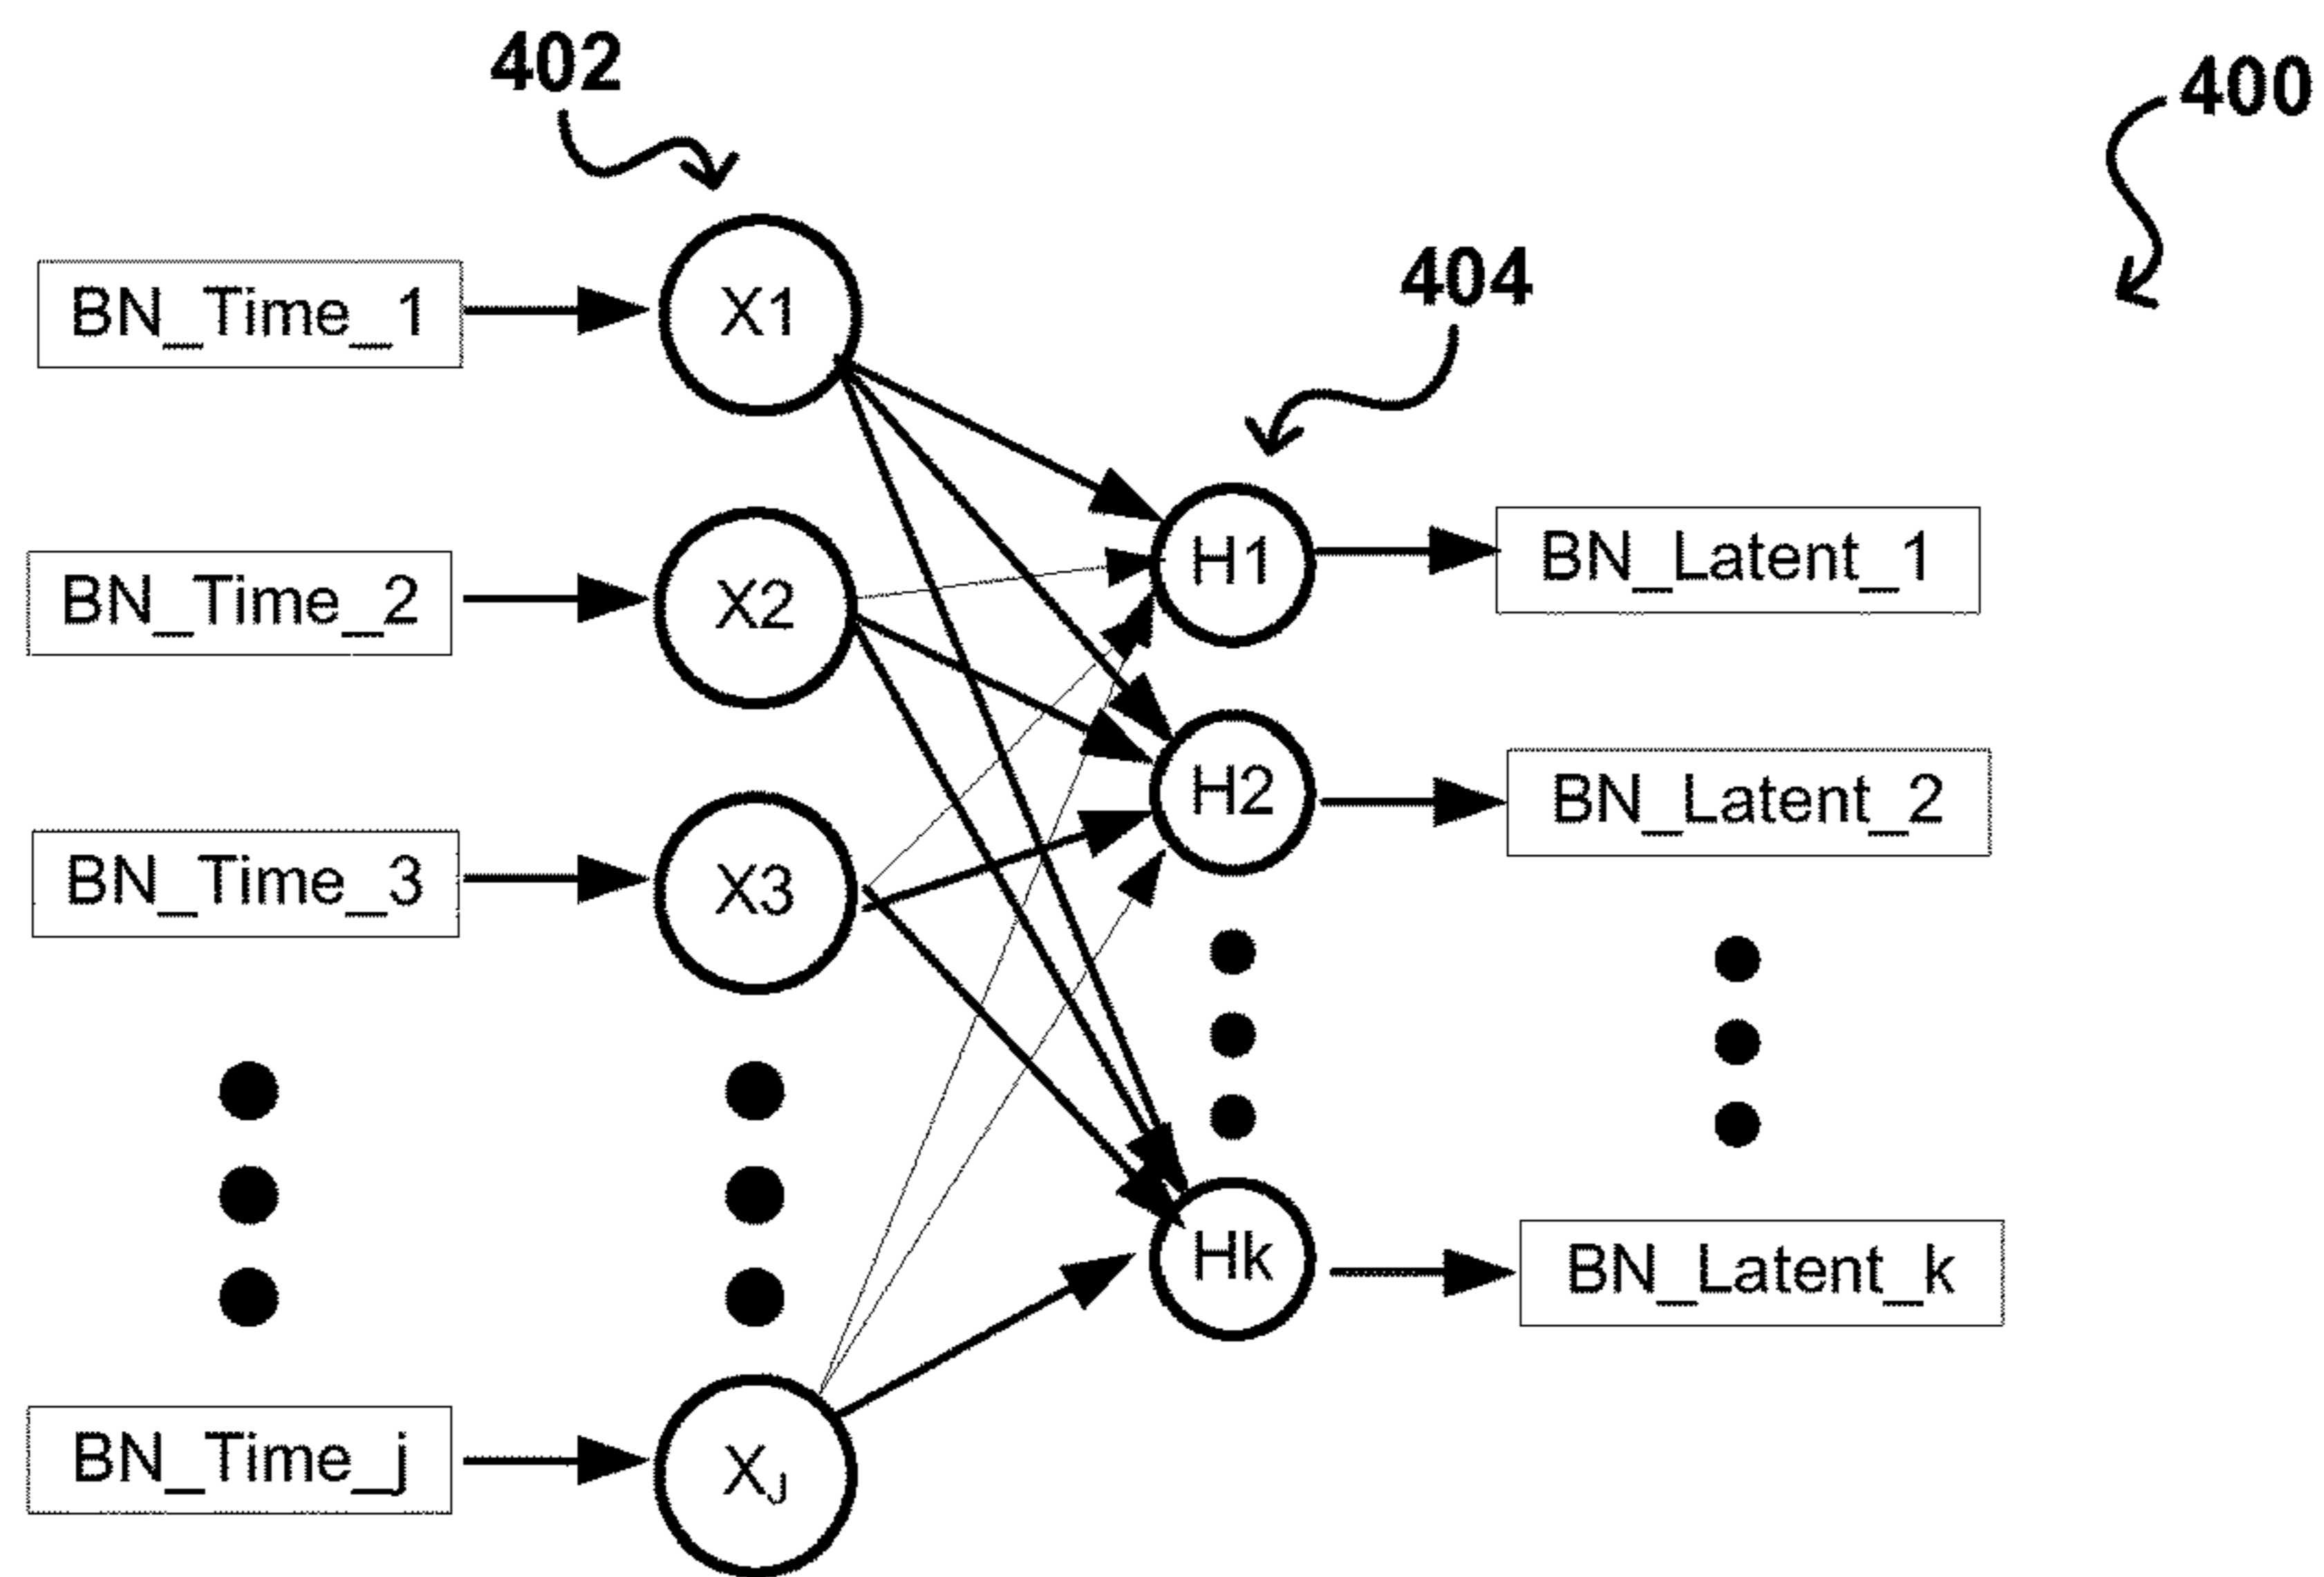 402
400
404
BN_Time_1
X1
BN_Time_2
X2
H1
BN_Latent_1
BN_Time_3
X3
H2
BN_Latent_2
Hk
BN_Latent_k
BN_Time_j
XJ